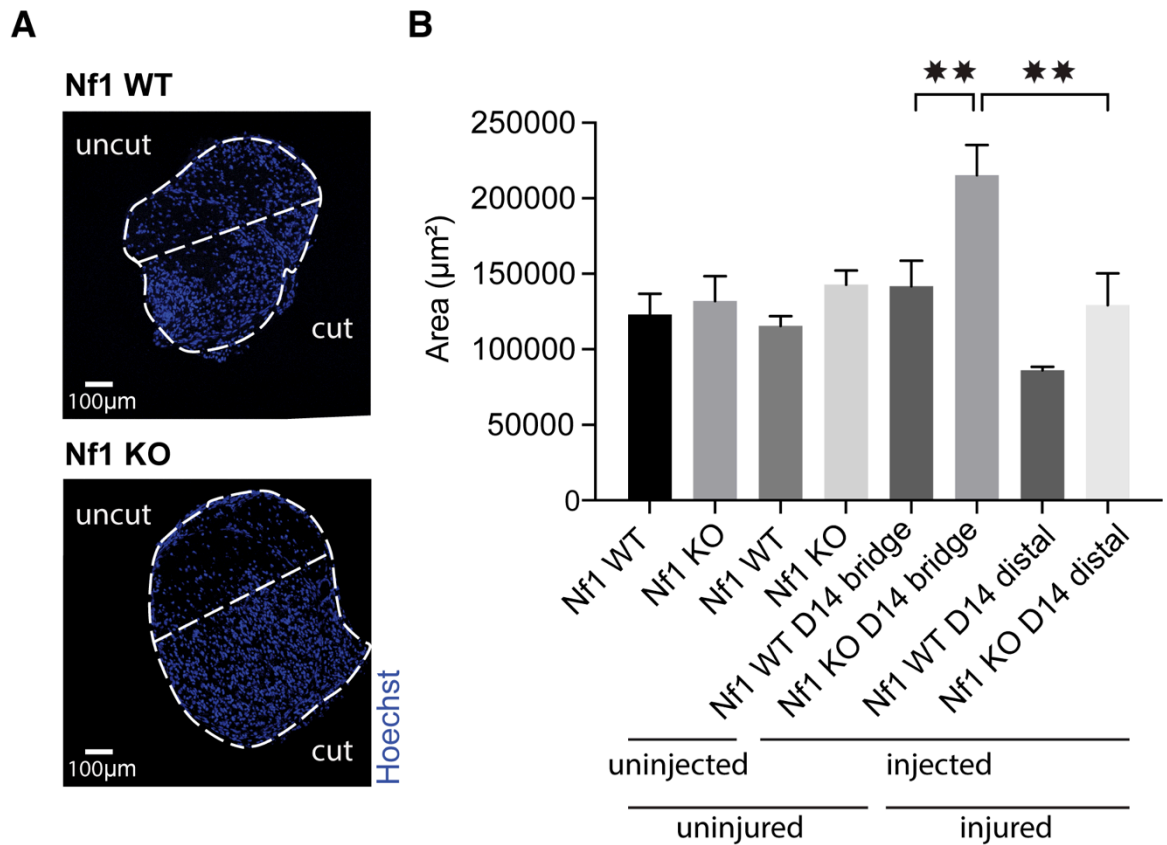 A
Nf1 WT
uncut
cut
100µm
Nf1 KO
uncut
cut
100µm
Hoechst
B
✶✶ ✶✶
Area (µm²)
250000
200000
150000
100000
50000
0
Nf1 WT
Nf1 KO
Nf1 WT
Nf1 KO
Nf1 WT D14 bridge
Nf1 KO D14 bridge
Nf1 WT D14 distal
Nf1 KO D14 distal
uninjected injected
uninjured injured